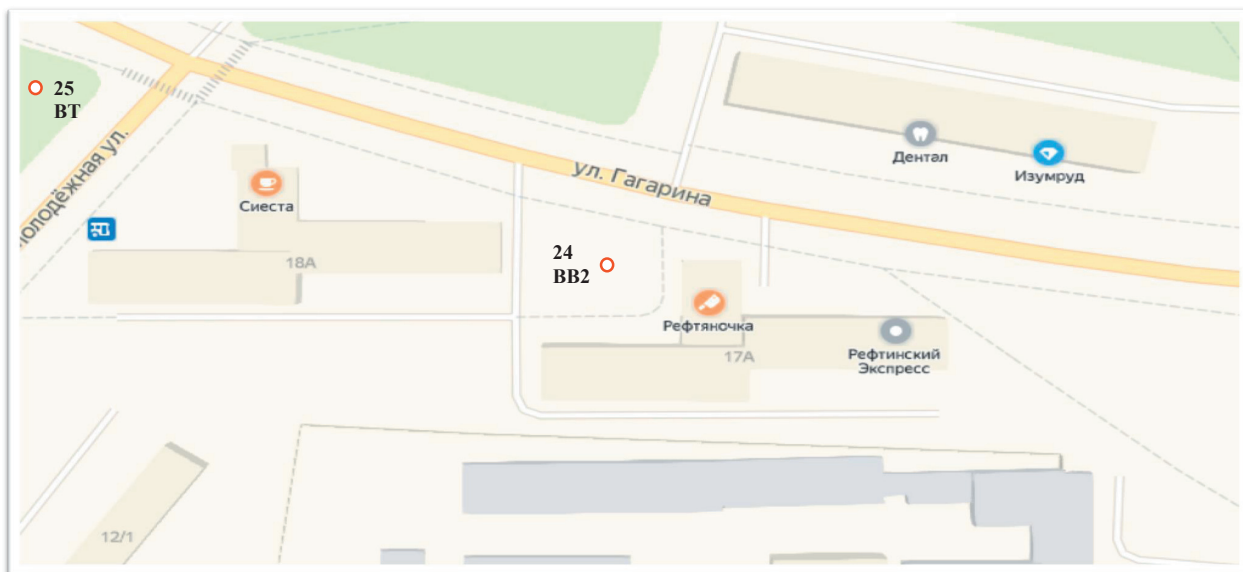 25
ВТ
олодёжная ул.
ул. Гагарина
Дентал
Изумруд
Сиеста
18А
24
ВВ2
Рефтяночка
17А
Рефтинский
Экспресс
12/1